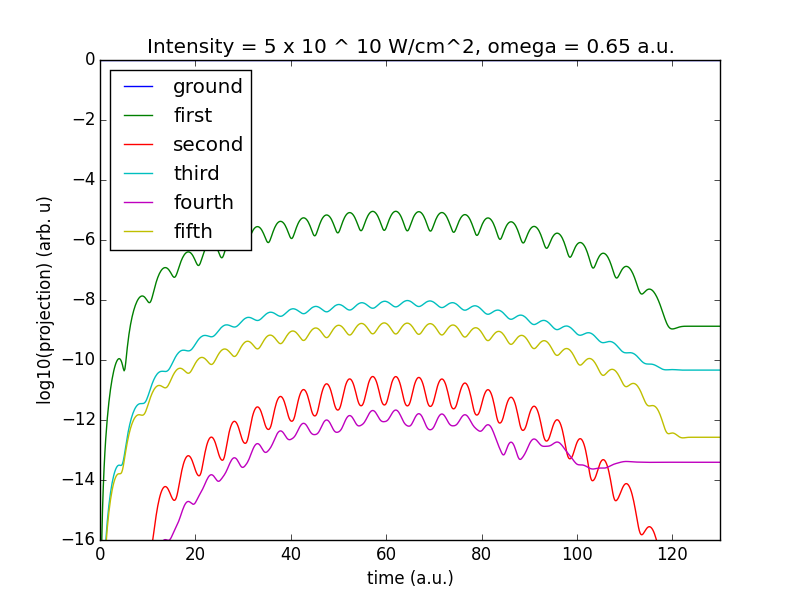 Intensity = 5 x 10 ^ 10 W/cm^2, omega = 0.65 a.u.
0
−2
−4
−6
−8
−10
−12
−14
−16
log10(projection) (arb. u)
ground
first
second
third
fourth
fifth
0 20 40 60 80 100 120
time (a.u.)